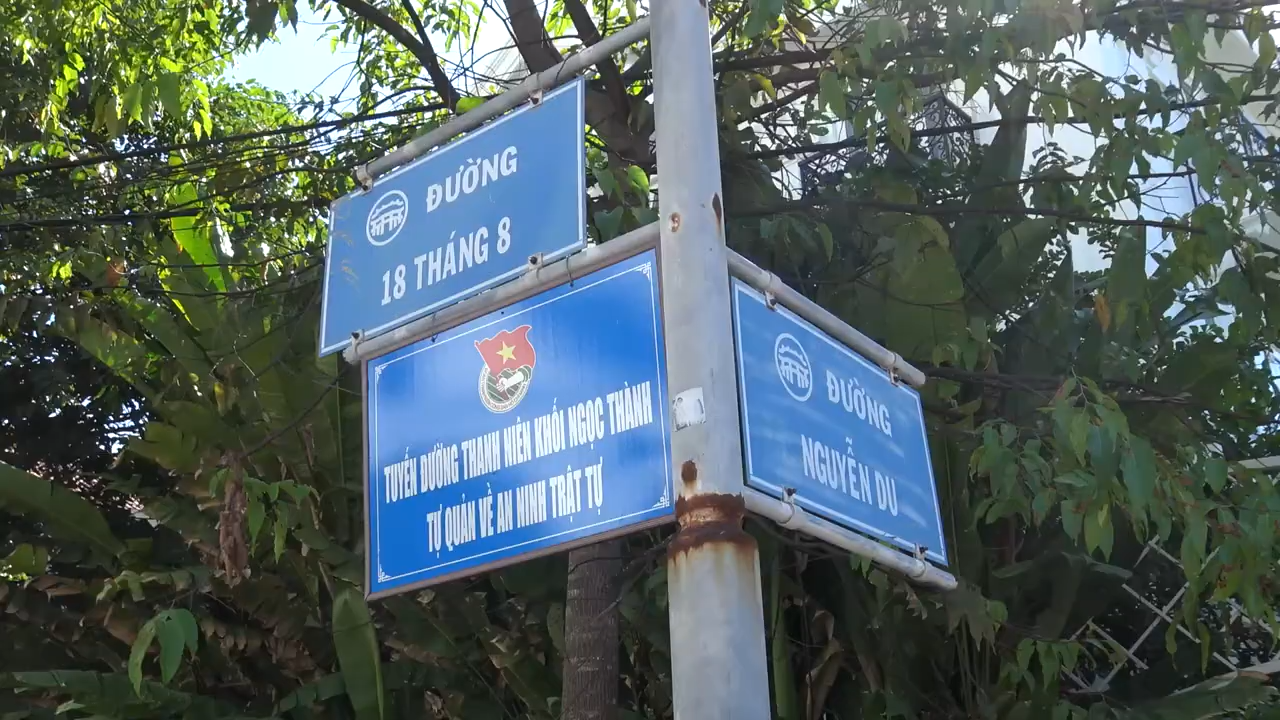 ĐƯỜNG
18 THÁNG 8
TUYẾN ĐƯỜNG THANH NIÊN KHỐI NGỌC THÀNH
TỰ QUẢN VỀ AN NINH TRẬT TỰ
ĐƯỜNG
NGUYỄN DU